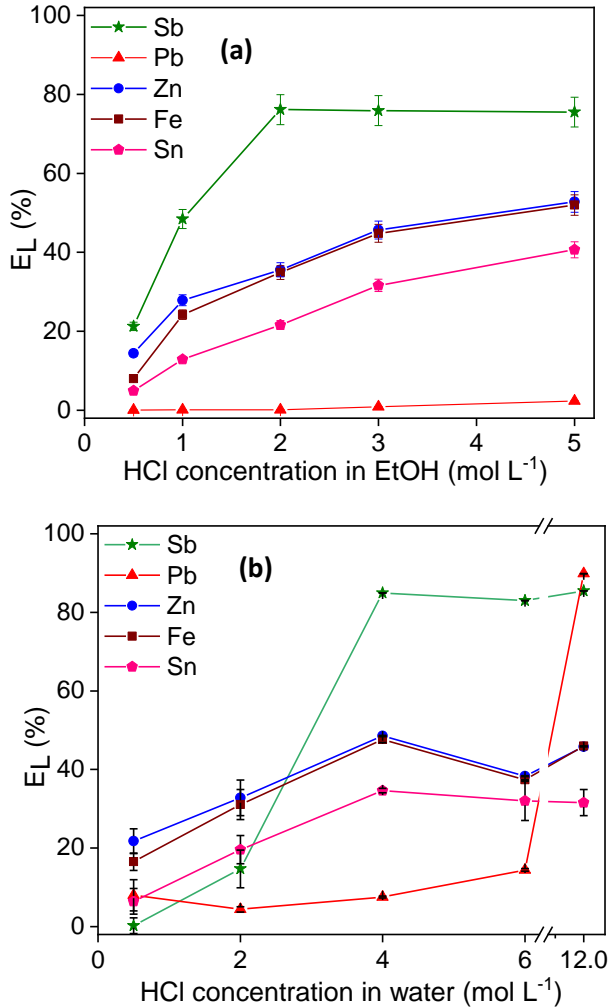 (a)
Sb
Pb
Zn
Fe
Sn
E_L (%)
100
80
60
40
20
0
0 1 2 3 4 5
HCl concentration in EtOH (mol L⁻¹)
(b)
Sb
Pb
Zn
Fe
Sn
E_L (%)
100
80
60
40
20
0
0 2 4 6 12.0
HCl concentration in water (mol L⁻¹)